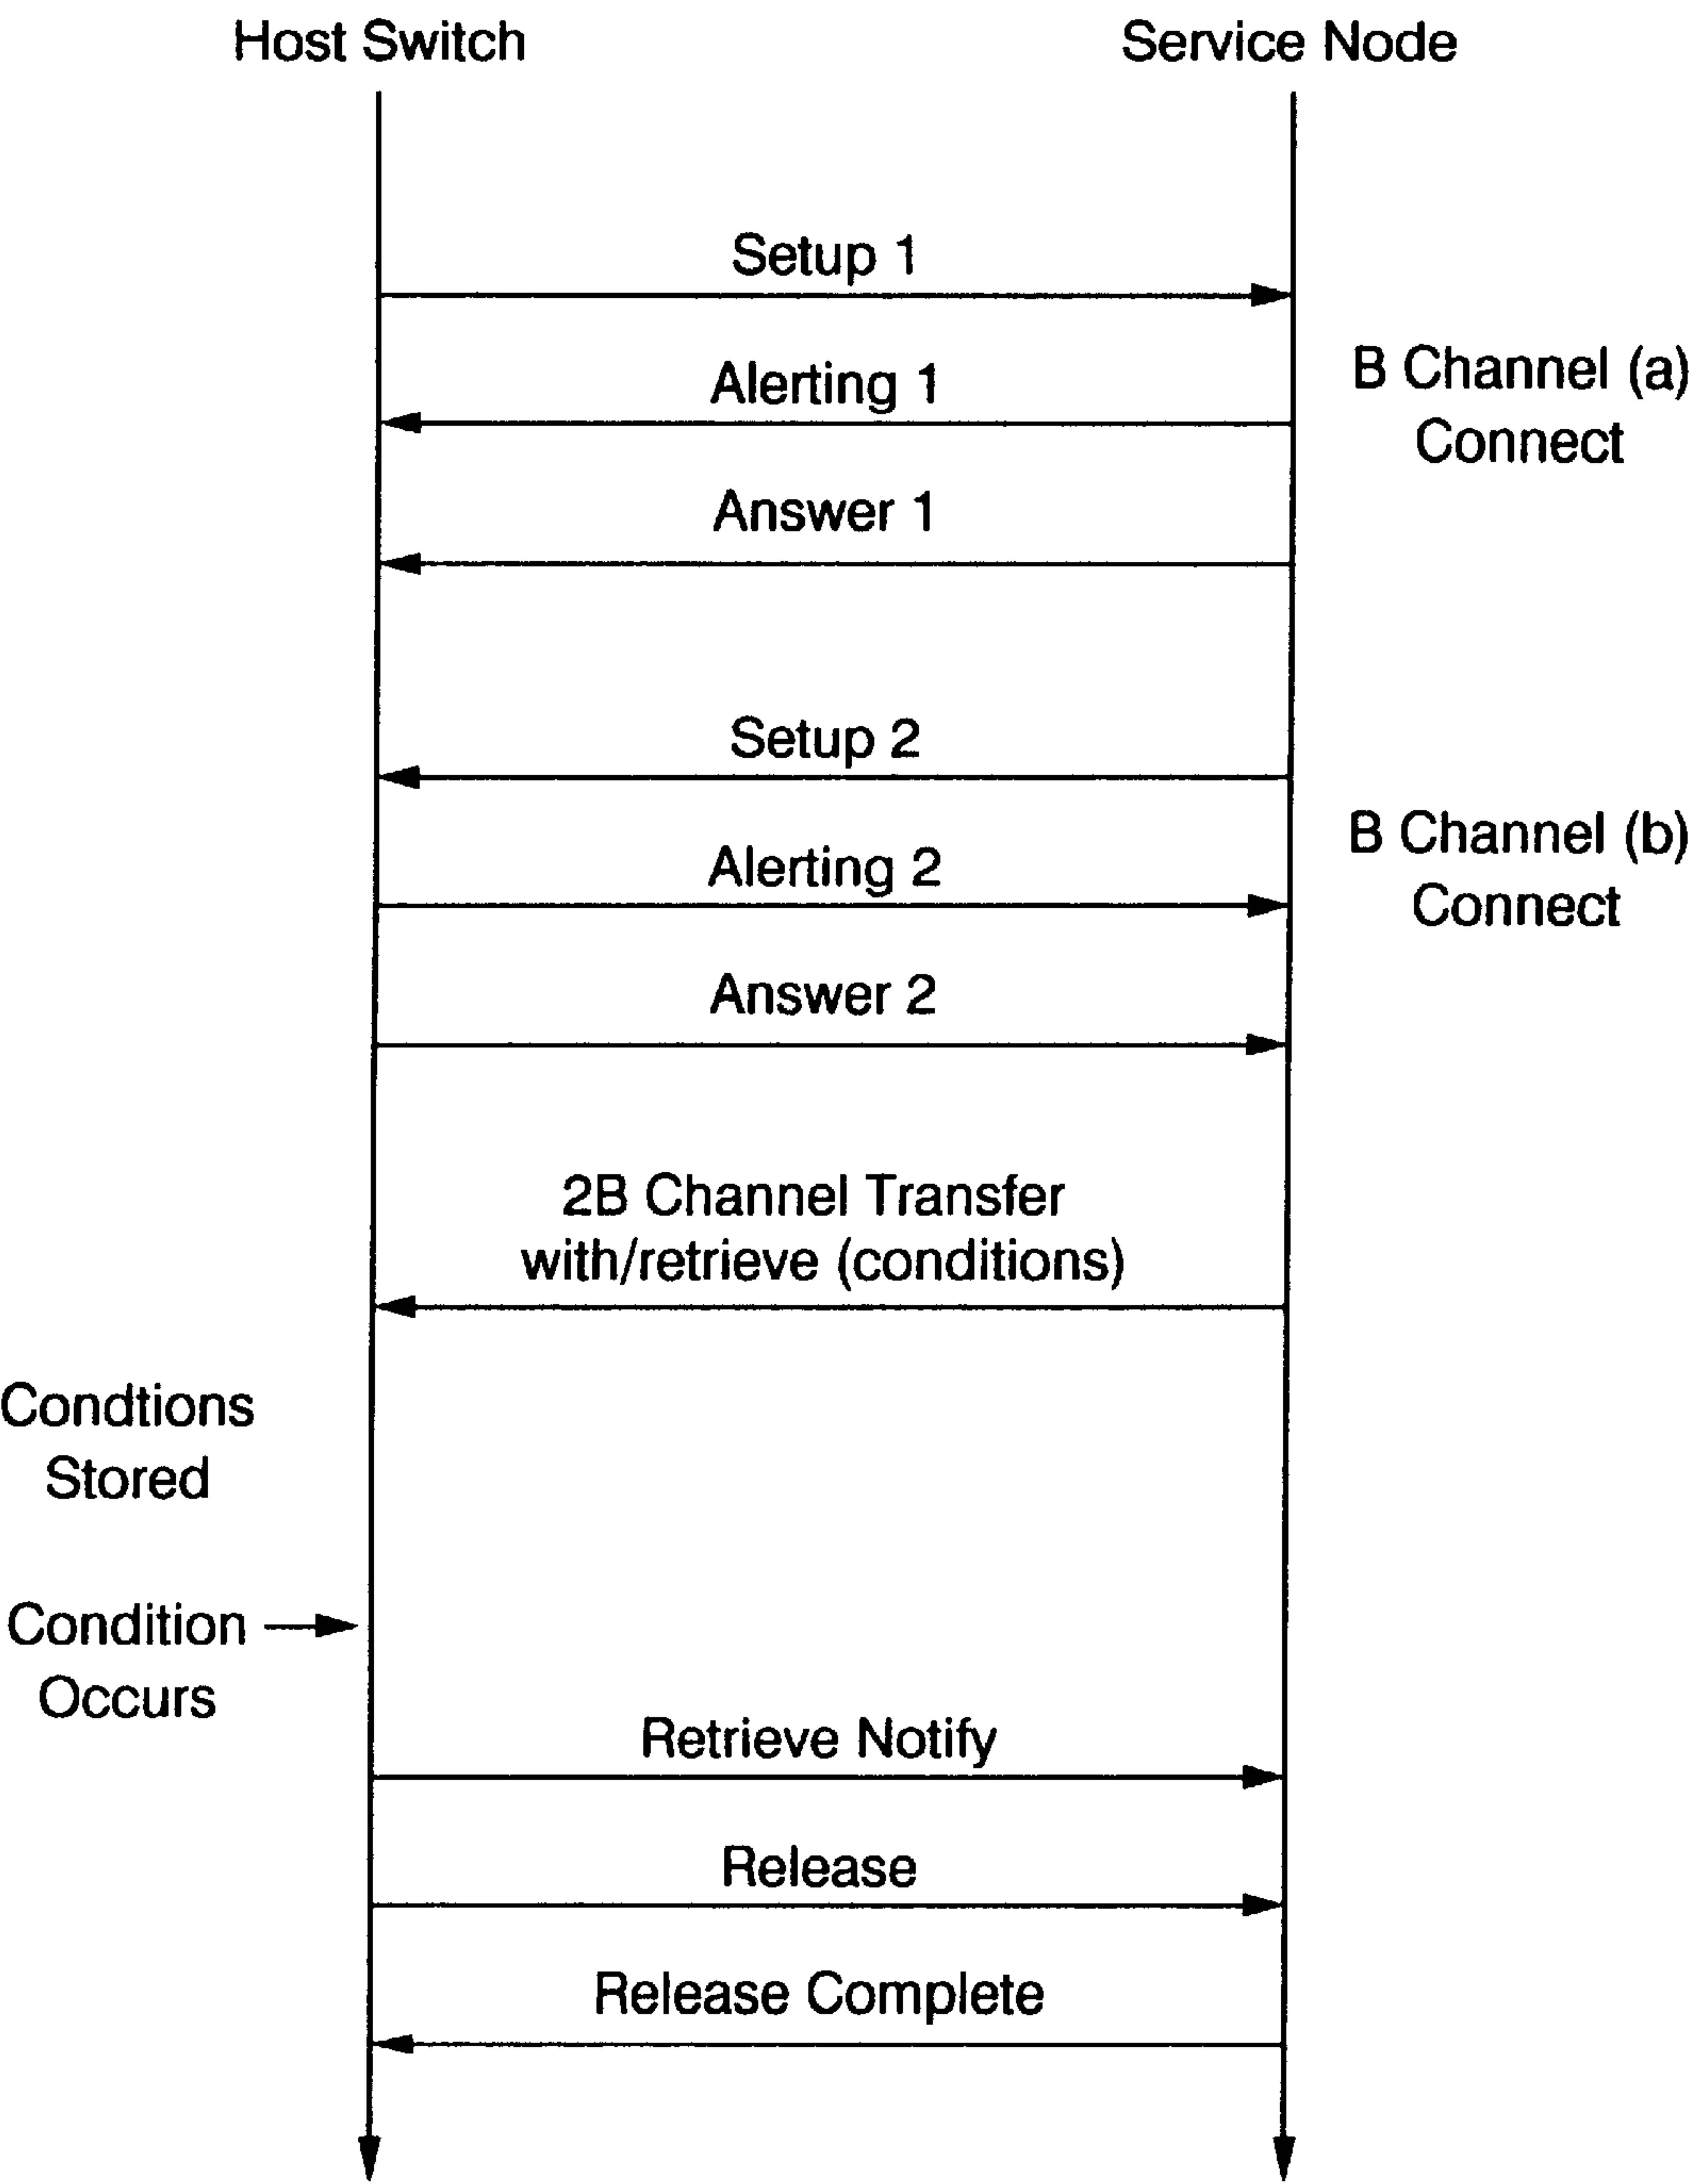 Host Switch
Service Node
Setup 1
Alerting 1
B Channel (a)
Connect
Answer 1
Setup 2
Alerting 2
B Channel (b)
Connect
Answer 2
2B Channel Transfer
with/retrieve (conditions)
Condtions
Stored
Condition
Occurs
Retrieve Notify
Release
Release Complete